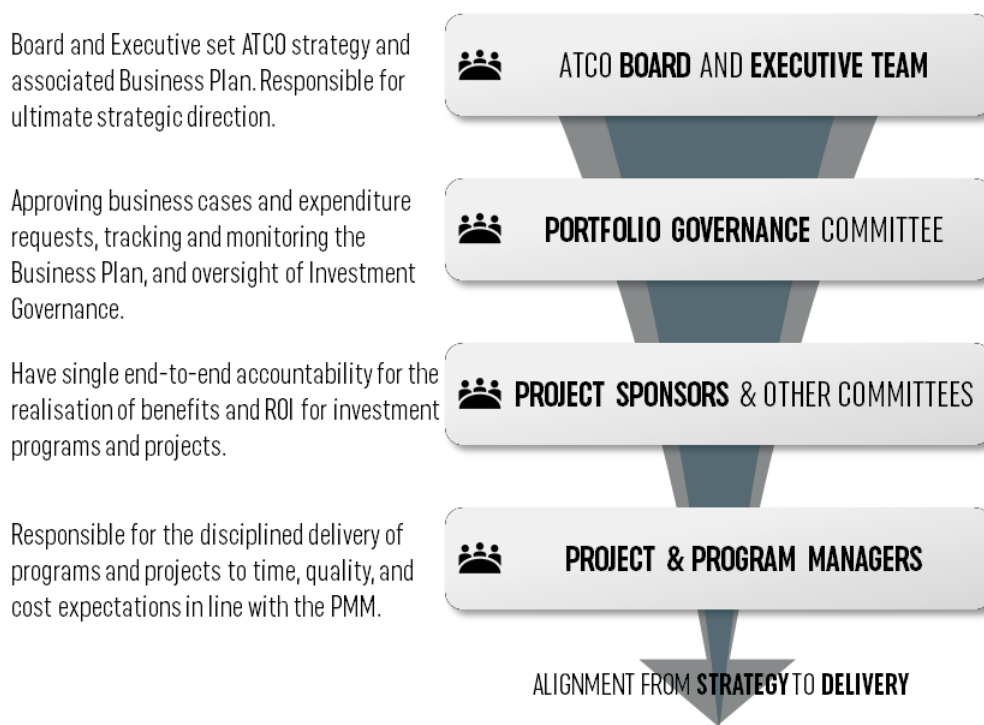 Board and Executive set ATCO strategy and
associated Business Plan. Responsible for
ultimate strategic direction.
ATCO BOARD AND EXECUTIVE TEAM
Approving business cases and expenditure
requests, tracking and monitoring the
Business Plan, and oversight of Investment
Governance.
PORTFOLIO GOVERNANCE COMMITTEE
Have single end-to-end accountability for the
realisation of benefits and ROI for investment
programs and projects.
PROJECT SPONSORS & OTHER COMMITTEES
Responsible for the disciplined delivery of
programs and projects to time, quality, and
cost expectations in line with the PMM.
PROJECT & PROGRAM MANAGERS
ALIGNMENT FROM STRATEGY TO DELIVERY